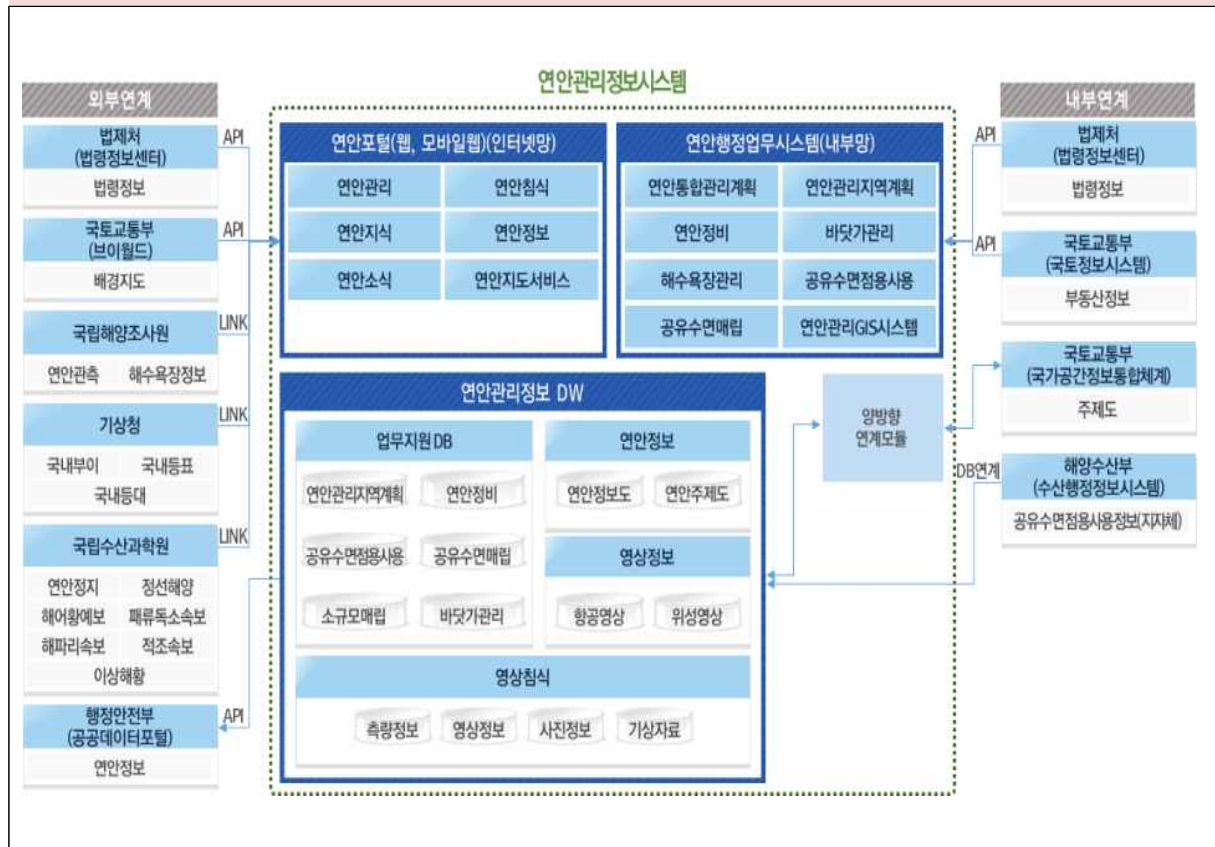 연안관리정보시스템
외부연계
법제처
(법령정보센터)
API
법령정보
국토교통부
(브이월드)
API
배경지도
국립해양조사원
LINK
연안관측 해수욕장정보
기상청
LINK
국내부이 국내등표
국내등대
국립수산과학원
LINK
연안정지 정선해양
해어황예보 패류독소속보
해파리속보 적조속보
이상해황
행정안전부
(공공데이터포털)
API
연안정보
연안포털(웹, 모바일웹)(인터넷망)
연안관리 연안침식
연안지식 연안정보
연안소식 연안지도서비스
연안행정업무시스템(내부망)
연안통합관리계획 연안관리지역계획
연안정비 바닷가관리
해수욕장관리 공유수면점용사용
공유수면매립 연안관리GIS시스템
연안관리정보 DW
업무지원DB
연안관리지역계획 연안정비
공유수면점용사용 공유수면매립
소규모매립 바닷가관리
연안정보
연안정보도 연안주제도
영상정보
항공영상 위성영상
영상침식
측량정보 영상정보 사진정보 기상자료
양방향
연계모듈
내부연계
API
법제처
(법령정보센터)
법령정보
API
국토교통부
(국토정보시스템)
부동산정보
국토교통부
(국가공간정보통합체계)
주제도
DB연계
해양수산부
(수산행정정보시스템)
공유수면점용사용정보(지자체)